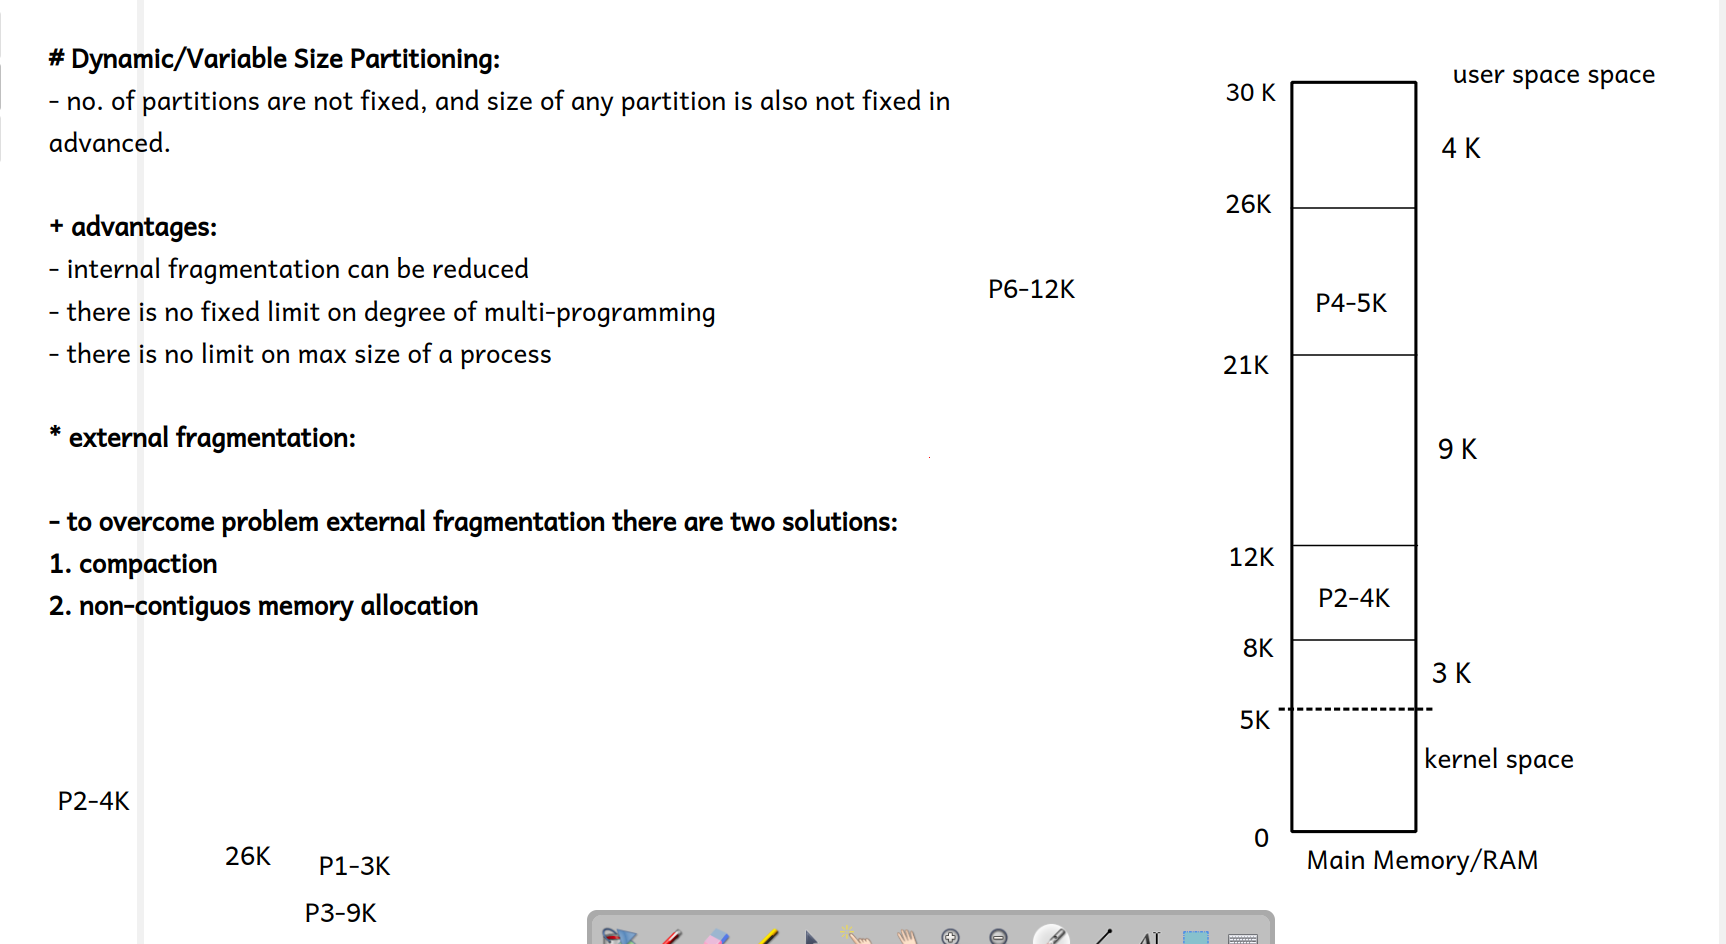 # Dynamic/Variable Size Partitioning:
- no. of partitions are not fixed, and size of any partition is also not fixed in
advanced.
+ advantages:
- internal fragmentation can be reduced
- there is no fixed limit on degree of multi-programming
- there is no limit on max size of a process
* external fragmentation:
- to overcome problem external fragmentation there are two solutions:
1. compaction
2. non-contiguos memory allocation
P2-4K
26K
P1-3K
P3-9K
P6-12K
user space space
30 K
4 K
26K
P4-5K
21K
9 K
12K
P2-4K
8K
3 K
5K
kernel space
0
Main Memory/RAM